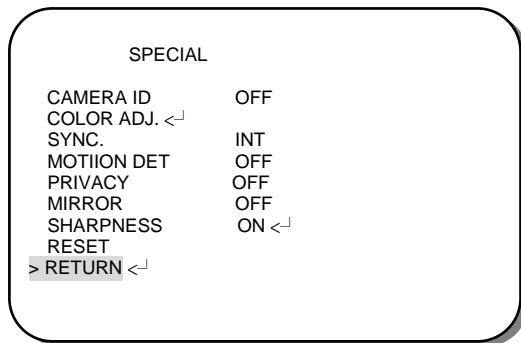 SPECIAL
CAMERA ID OFF
COLOR ADJ. <┘
SYNC. INT
MOTIION DET OFF
PRIVACY OFF
MIRROR OFF
SHARPNESS ON <┘
RESET
> RETURN <┘